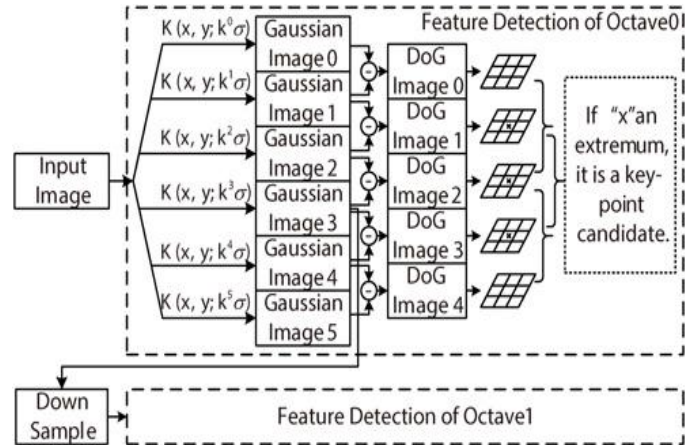 Feature Detection of Octave0
K (x, y; k⁰σ)
K (x, y; k¹σ)
K (x, y; k²σ)
K (x, y; k³σ)
K (x, y; k⁴σ)
K (x, y; k⁵σ)
Input
Image
Gaussian
Image 0
Gaussian
Image 1
Gaussian
Image 2
Gaussian
Image 3
Gaussian
Image 4
Gaussian
Image 5
-
-
-
-
-
DoG
Image 0
DoG
Image 1
DoG
Image 2
DoG
Image 3
DoG
Image 4
x
x
x
If "x"an
extremum,
it is a key-
point
candidate.
Down
Sample
Feature Detection of Octave1